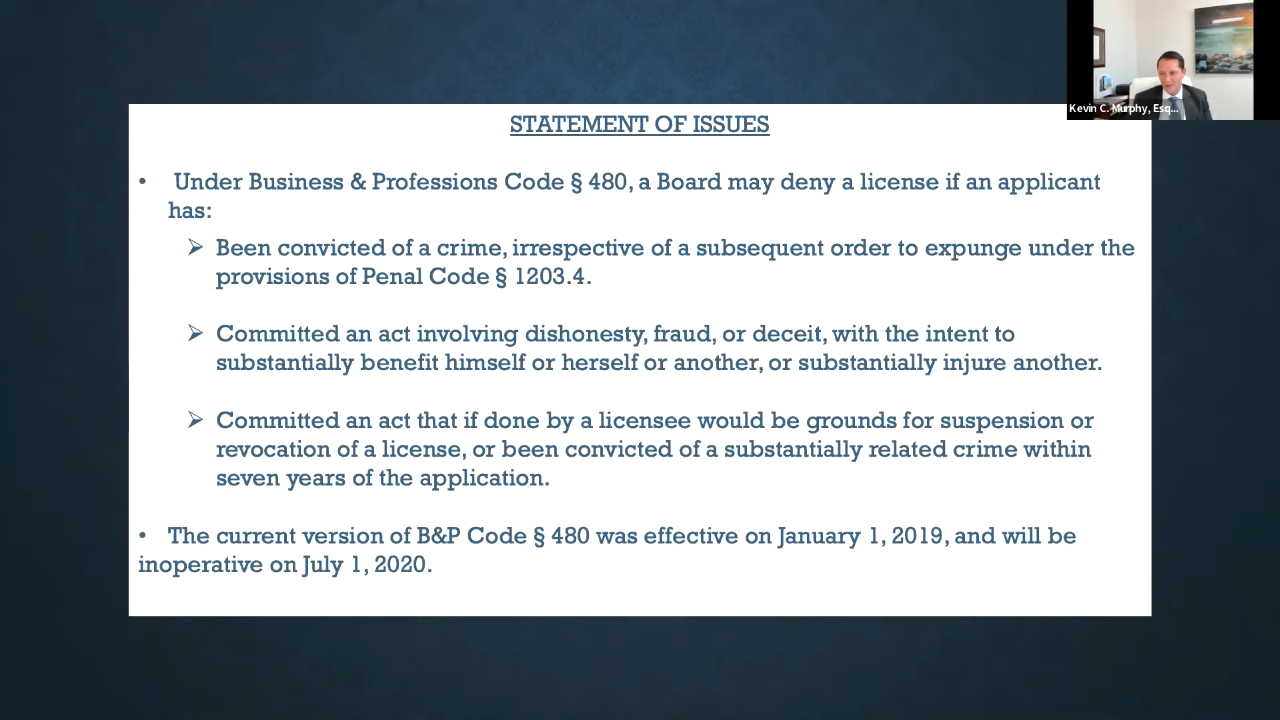 Kevin C. Murphy, Esq...
STATEMENT OF ISSUES
• Under Business & Professions Code § 480, a Board may deny a license if an applicant
has:
➢ Been convicted of a crime, irrespective of a subsequent order to expunge under the
provisions of Penal Code § 1203.4.
➢ Committed an act involving dishonesty, fraud, or deceit, with the intent to
substantially benefit himself or herself or another, or substantially injure another.
➢ Committed an act that if done by a licensee would be grounds for suspension or
revocation of a license, or been convicted of a substantially related crime within
seven years of the application.
• The current version of B&P Code § 480 was effective on January 1, 2019, and will be
inoperative on July 1, 2020.